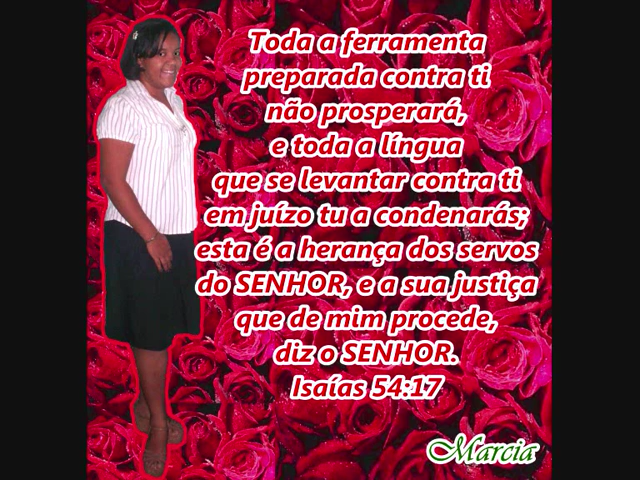 Toda a ferramenta
preparada contra ti
não prosperará,
e toda a língua
que se levantar contra ti
em juízo tu a condenarás;
esta é a herança dos servos
do SENHOR, e a sua justiça
que de mim procede,
diz o SENHOR.
Isaías 54:17
Marcia